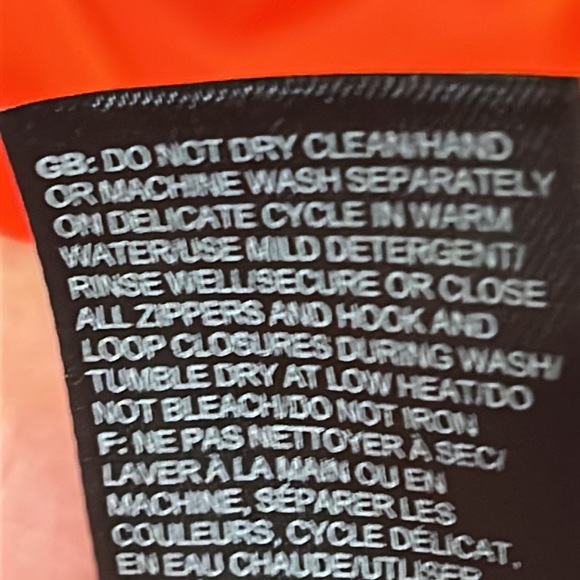 GB: DO NOT DRY CLEAN/HAND
OR MACHINE WASH SEPARATELY
ON DELICATE CYCLE IN WARM
WATER/USE MILD DETERGENT/
RINSE WELL/SECURE OR CLOSE
ALL ZIPPERS AND HOOK AND
LOOP CLOSURES DURING WASH/
TUMBLE DRY AT LOW HEAT/DO
NOT BLEACH/DO NOT IRON
F: NE PAS NETTOYER À SEC/
LAVER À LA MAIN OU EN
MACHINE, SÉPARER LES
COULEURS, CYCLE DÉLICAT,
EN EAU CHAUDE/UTILISER